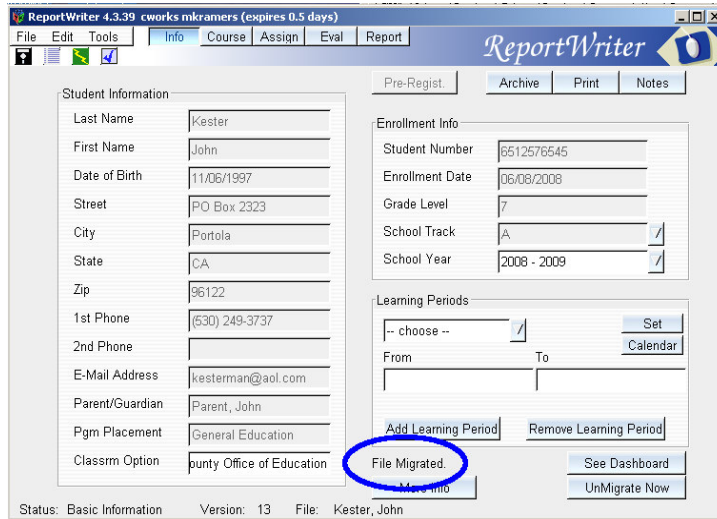 ReportWriter 4.3.39 cworks mkramers (expires 0.5 days)
File Edit Tools Info Course Assign Eval Report
ReportWriter
Pre-Regist. Archive Print Notes
Student Information
Last Name Kester
First Name John
Date of Birth 11/06/1997
Street PO Box 2323
City Portola
State CA
Zip 96122
1st Phone (530) 249-3737
2nd Phone
E-Mail Address kesterman@aol.com
Parent/Guardian Parent, John
Pgm Placement General Education
Classrm Option ounty Office of Education
Enrollment Info
Student Number 6512576545
Enrollment Date 06/08/2008
Grade Level 7
School Track A
School Year 2008 - 2009
Learning Periods
-- choose -- Set
Calendar
From To
Add Learning Period Remove Learning Period
File Migrated. See Dashboard
More Info UnMigrate Now
Status: Basic Information Version: 13 File: Kester, John